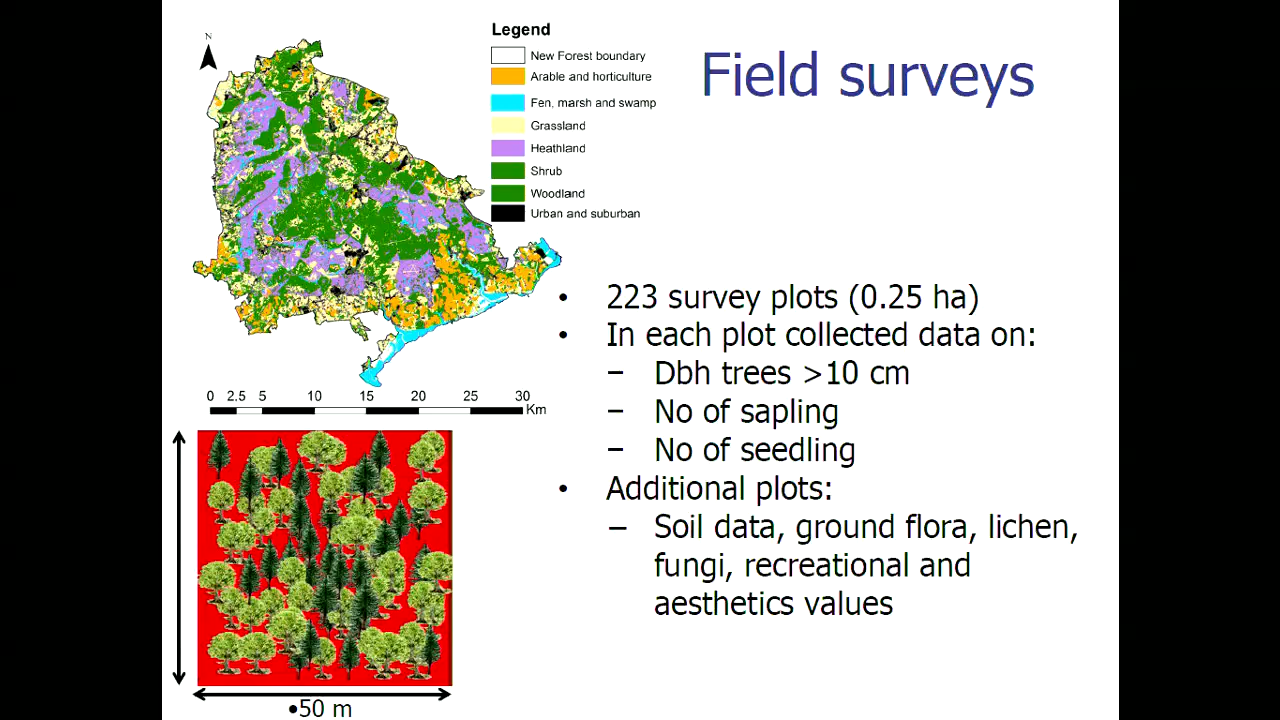 Field surveys
N
Legend
New Forest boundary
Arable and horticulture
Fen, marsh and swamp
Grassland
Heathland
Shrub
Woodland
Urban and suburban
0 2.5 5 10 15 20 25 30
Km
• 223 survey plots (0.25 ha)
• In each plot collected data on:
– Dbh trees >10 cm
– No of sapling
– No of seedling
• Additional plots:
– Soil data, ground flora, lichen,
fungi, recreational and
aesthetics values
•50 m